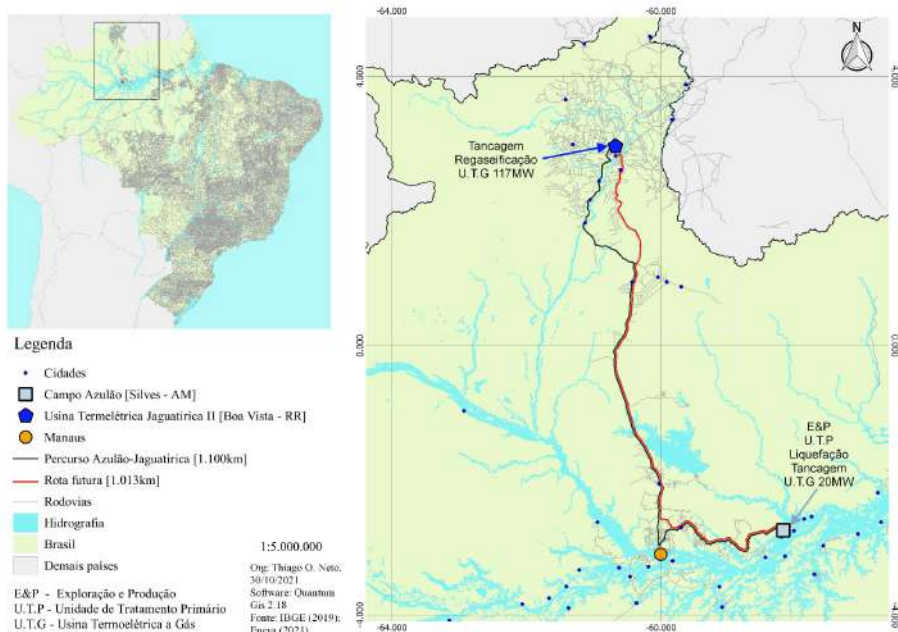 Legenda
Cidades
Campo Azulão [Silves - AM]
Usina Termelétrica Jaguatirica II [Boa Vista - RR]
Manaus
Percurso Azulão-Jaguatirica [1.100km]
Rota futura [1.013km]
Rodovias
Hidrografia
Brasil
Demais países
E&P - Exploração e Produção
U.T.P - Unidade de Tratamento Primário
U.T.G - Usina Termoelétrica a Gás
1:5.000.000
Org: Thiago O. Neto,
30/10/2021
Software: Quantum
Gis 2.18
Fonte: IBGE (2019);
(2021)
-64.000
-60.000
N
4.000
Tancagem
Regaseificação
U.T.G 117MW
0.000
0.000
E&P
U.T.P
Liquefação
Tancagem
U.T.G 20MW
-4.000
-4.000
-64.000
-60.000